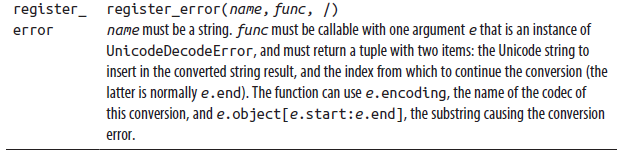 register_ register_error(name, func, /)
error name must be a string. func must be callable with one argument e that is an instance of
UnicodeDecodeError, and must return a tuple with two items: the Unicode string to
insert in the converted string result, and the index from which to continue the conversion (the
latter is normally e.end). The function can use e.encoding, the name of the codec of
this conversion, and e.object[e.start:e.end], the substring causing the conversion
error.